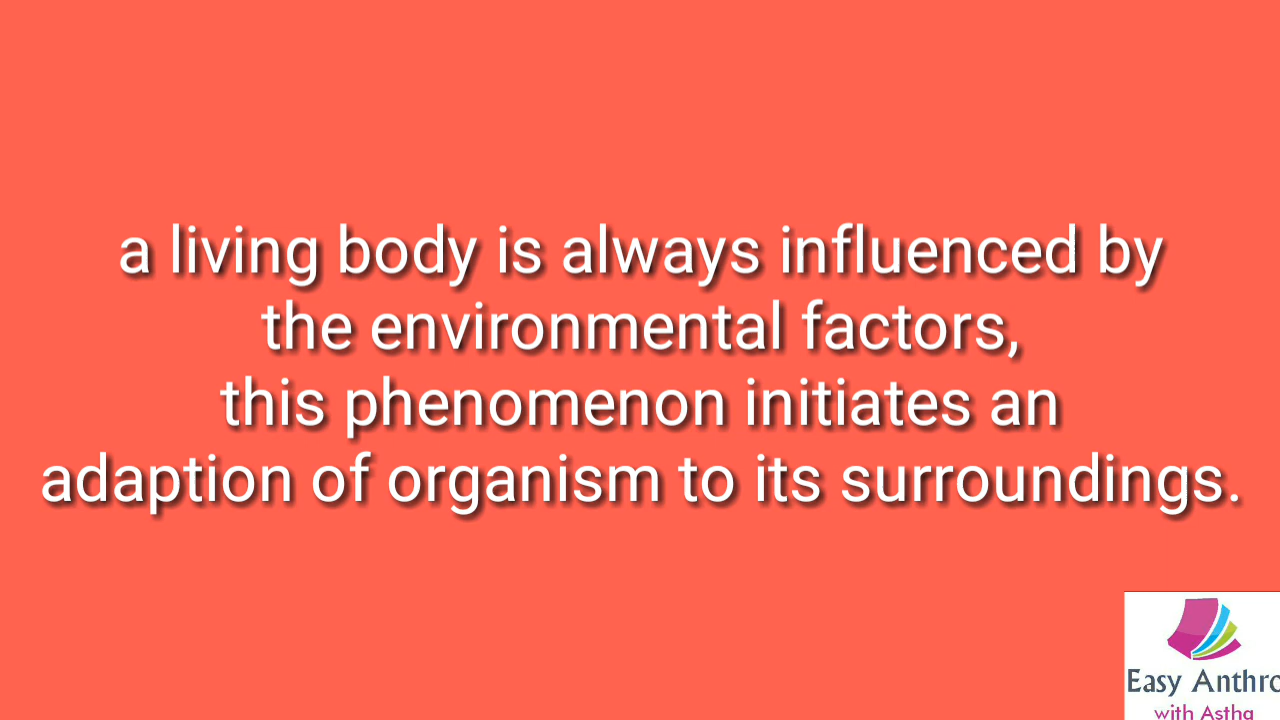 a living body is always influenced by
the environmental factors,
this phenomenon initiates an
adaption of organism to its surroundings.
Easy Anthro
with Astha